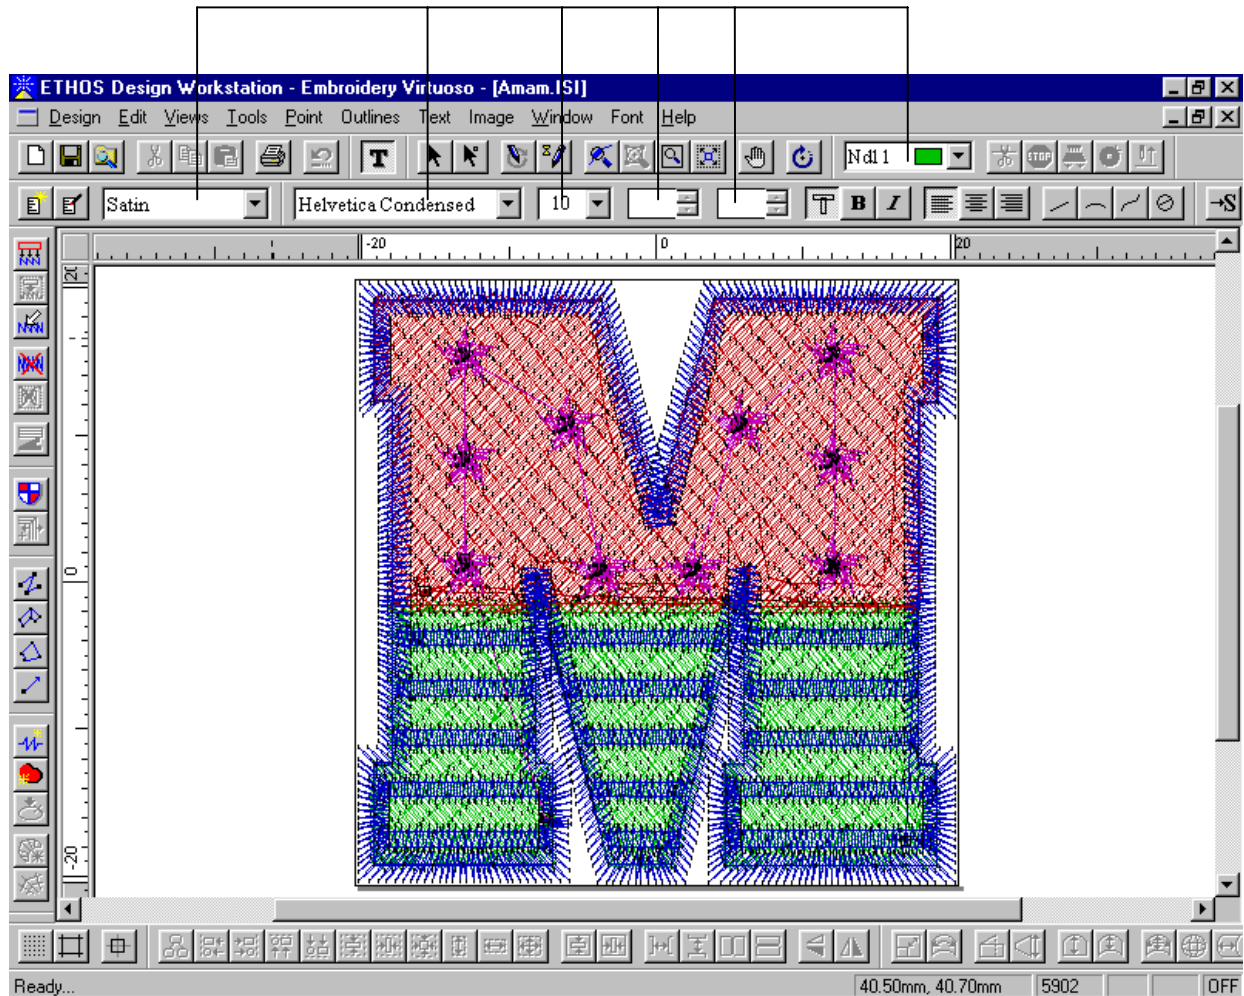 ETHOS Design Workstation - Embroidery Virtuoso - [Amam.ISI]
Design Edit Views Tools Point Outlines Text Image Window Font Help
T Ndl 1 STOP
Satin Helvetica Condensed 10 T B I →S
-20 0 20
20
0
-20
Ready... 40.50mm, 40.70mm 5902 OFF